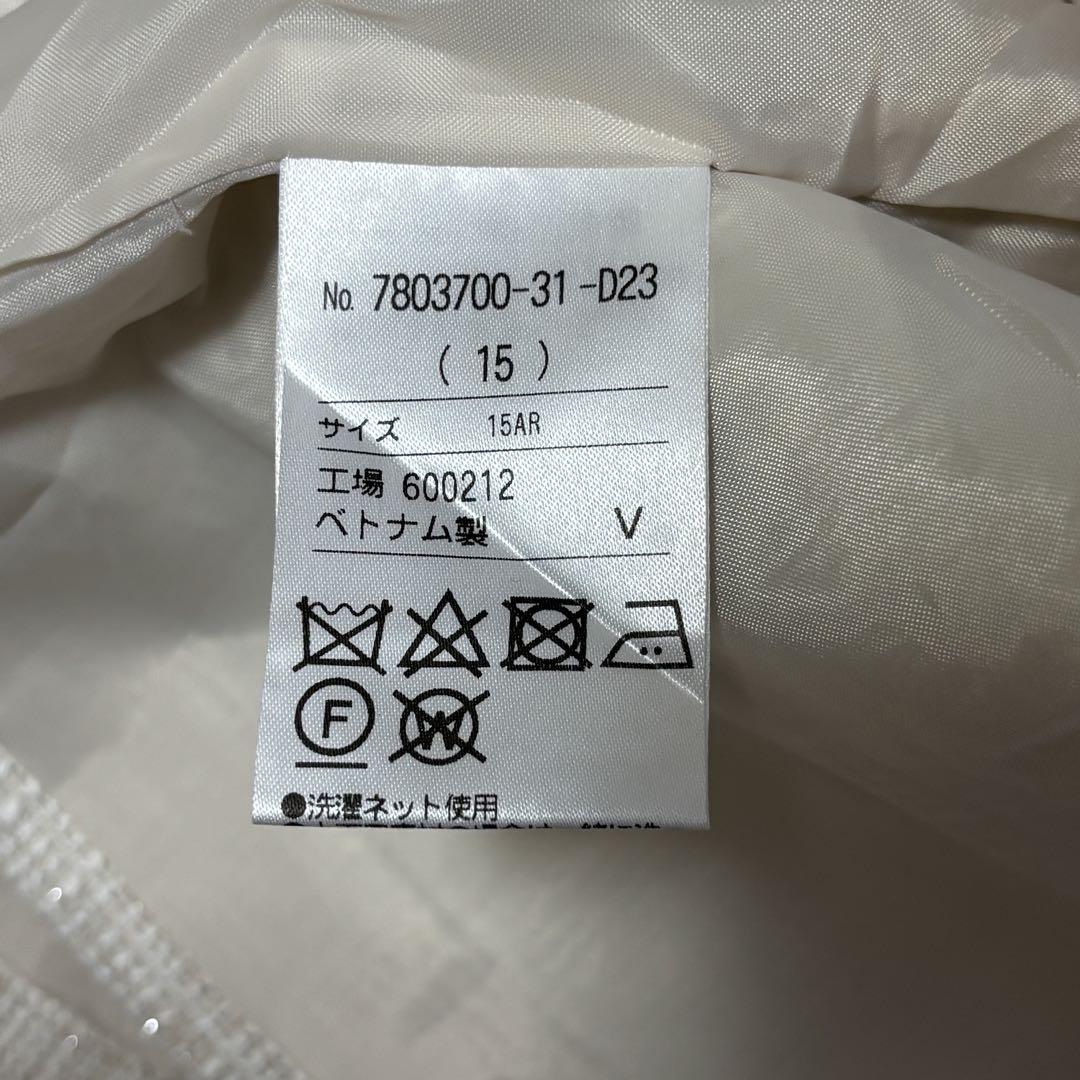 No. 7803700-31-D23
( 15 )
サイズ 15AR
工場 600212
ベトナム製 V
F
W
●洗濯ネット使用